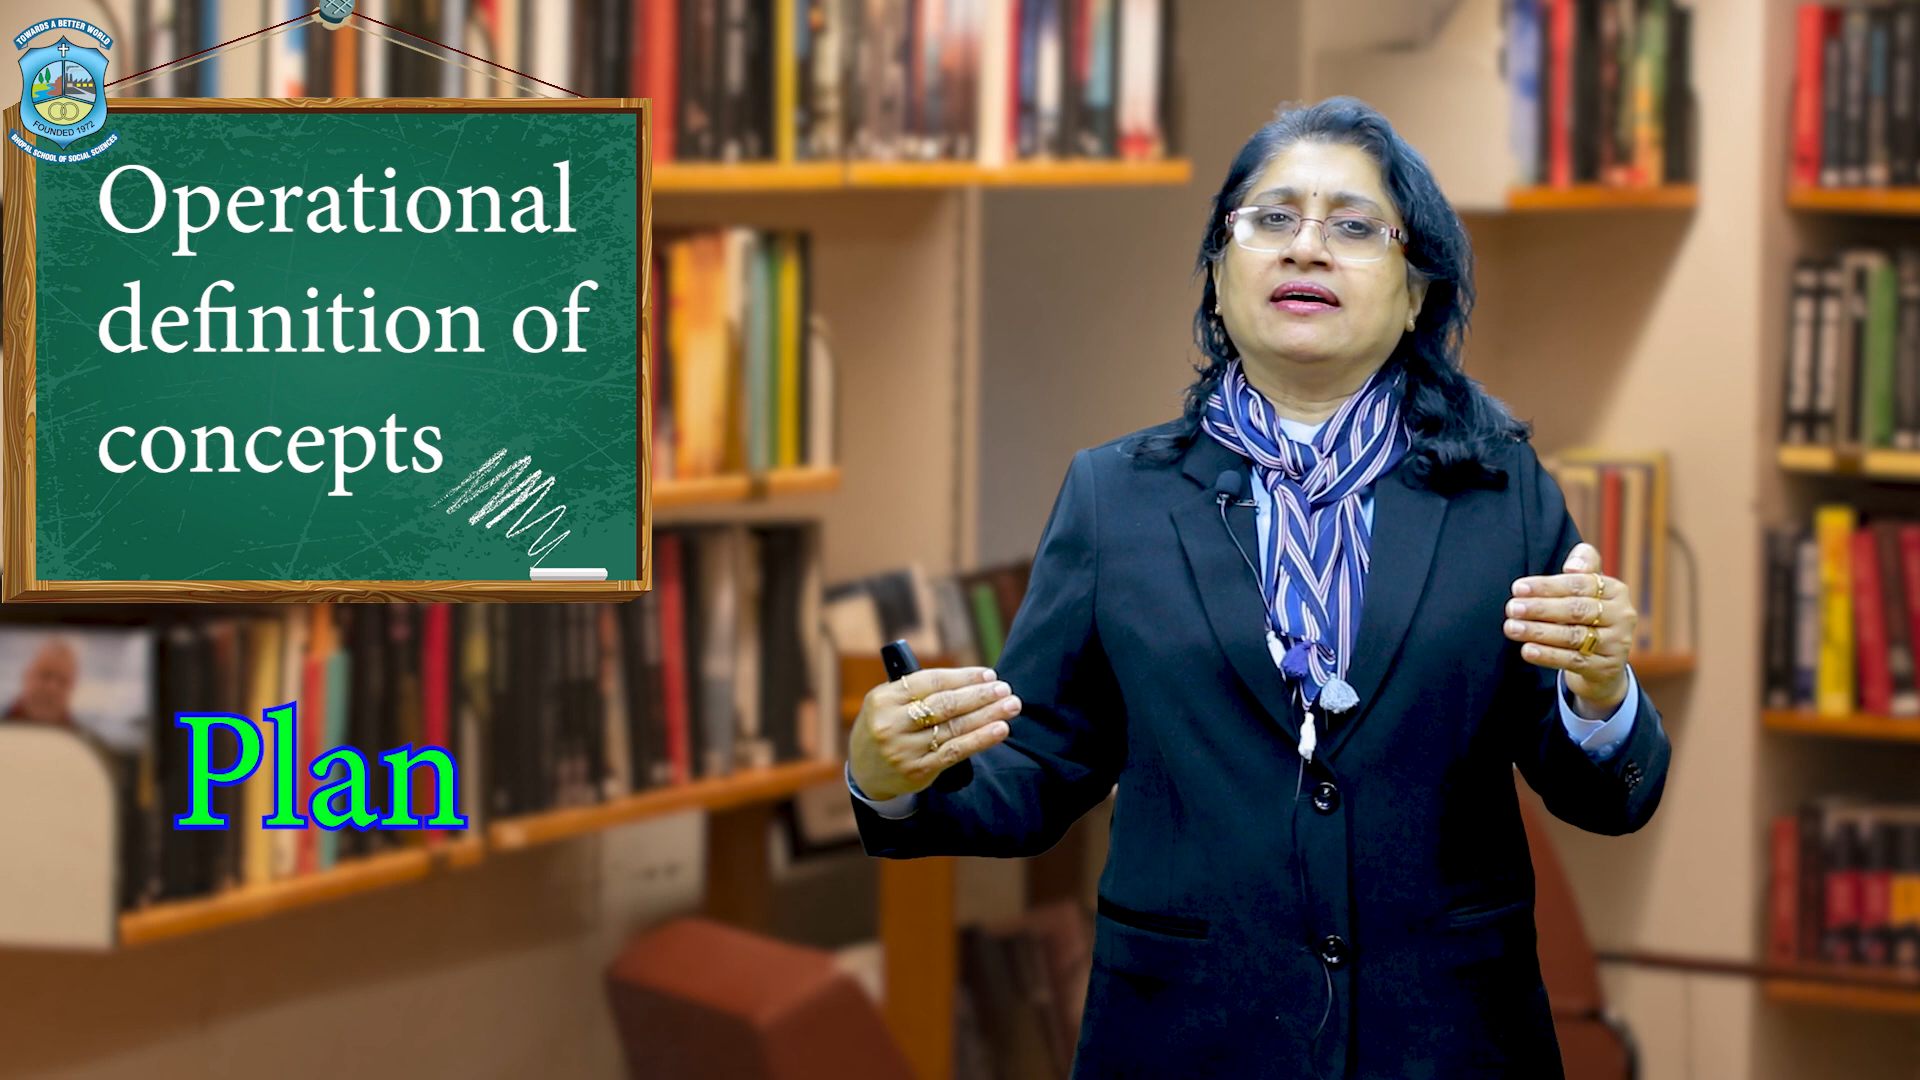 TOWARDS A BETTER WORLD
FOUNDED 1972
BHOPAL SCHOOL OF SOCIAL SCIENCES
Operational
definition of
concepts
Plan